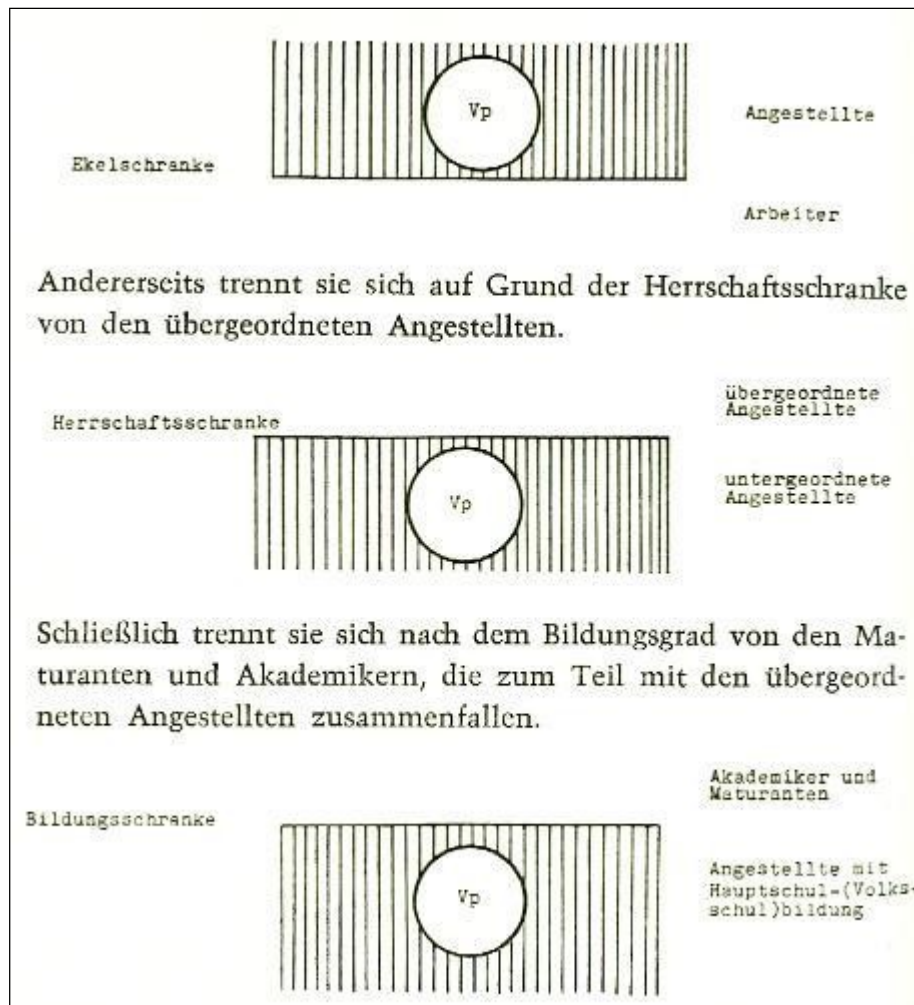 Vp
Angestellte
Ekelschranke
Arbeiter
Andererseits trennt sie sich auf Grund der Herrschaftsschranke
von den übergeordneten Angestellten.
übergeordnete
Angestellte
Herrschaftsschranke
untergeordnete
Angestellte
Vp
Schließlich trennt sie sich nach dem Bildungsgrad von den Ma-
turanten und Akademikern, die zum Teil mit den übergeord-
neten Angestellten zusammenfallen.
Akademiker und
Maturanten
Bildungsschranke
Angestellte mit
Hauptschul-(Volks-
schul)bildung
Vp